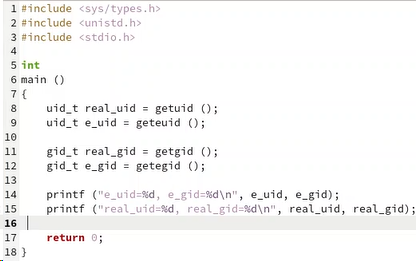 1 #include <sys/types.h>
2 #include <unistd.h>
3 #include <stdio.h>
4
5 int
6 main ()
7 {
8     uid_t real_uid = getuid ();
9     uid_t e_uid = geteuid ();
10
11     gid_t real_gid = getgid ();
12     gid_t e_gid = getegid ();
13
14     printf ("e_uid=%d, e_gid=%d\n", e_uid, e_gid);
15     printf ("real_uid=%d, real_gid=%d\n", real_uid, real_gid);
16
17     return 0;
18 }